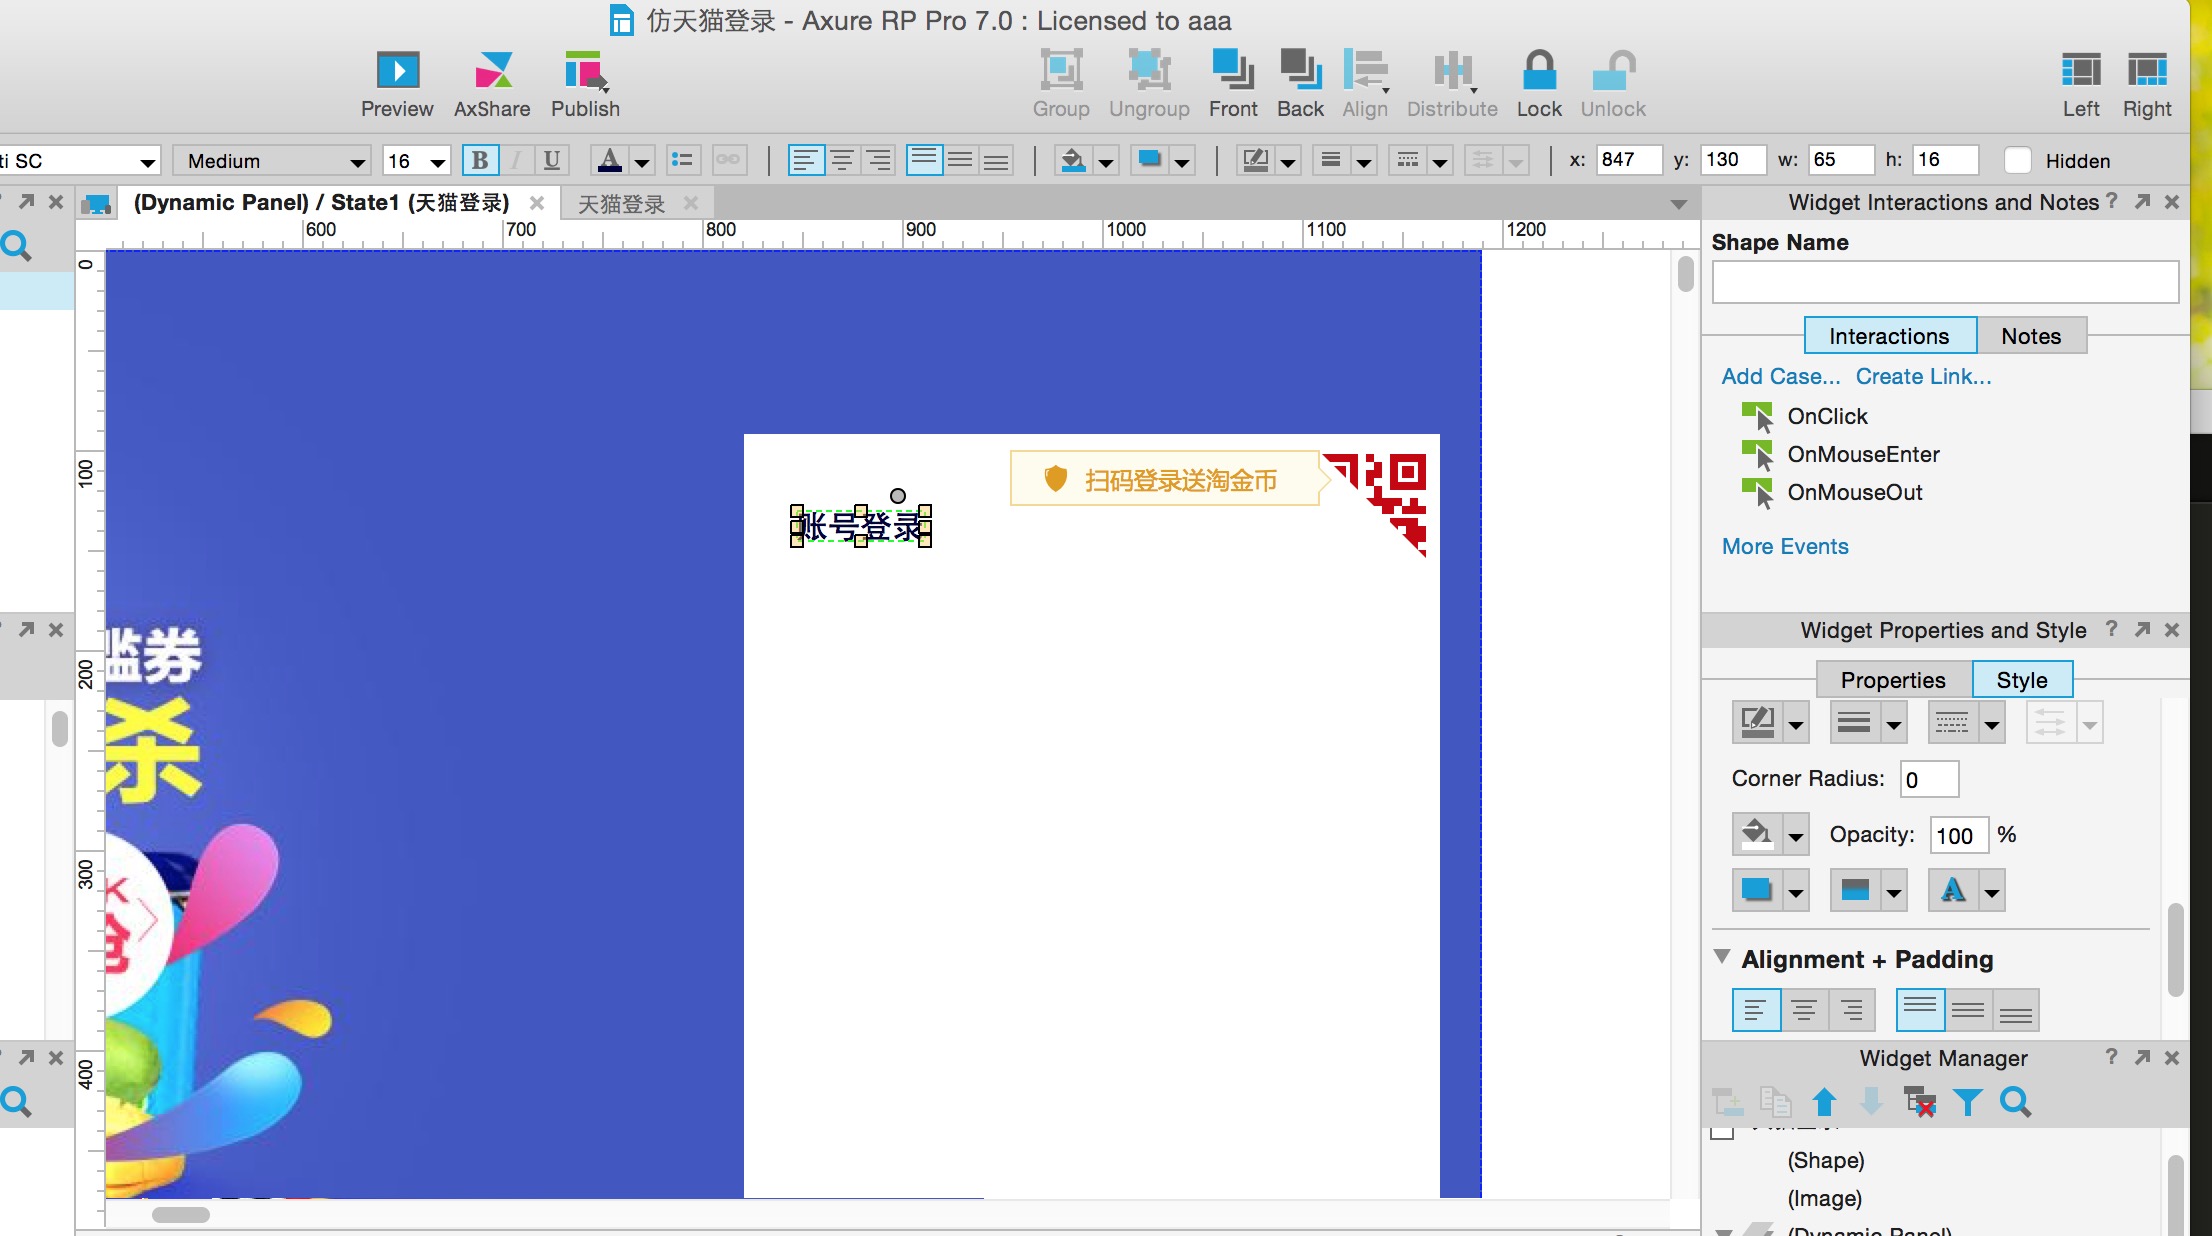 仿天猫登录 - Axure RP Pro 7.0 : Licensed to aaa
Preview
AxShare
Publish
Group
Ungroup
Front
Back
Align
Distribute
Lock
Unlock
Left
Right
ti SC
Medium
16
B
I
U
A
x: 847
y: 130
w: 65
h: 16
Hidden
(Dynamic Panel) / State1 (天猫登录)
天猫登录
600
700
800
900
1000
1100
1200
0
100
200
300
400
扫码登录送淘金币
账号登录
券
杀
K
抢
Widget Interactions and Notes
Shape Name
Interactions
Notes
Add Case...
Create Link...
OnClick
OnMouseEnter
OnMouseOut
More Events
Widget Properties and Style
Properties
Style
Corner Radius: 0
Opacity: 100 %
Alignment + Padding
Widget Manager
(Shape)
(Image)
(Dynamic Panel)